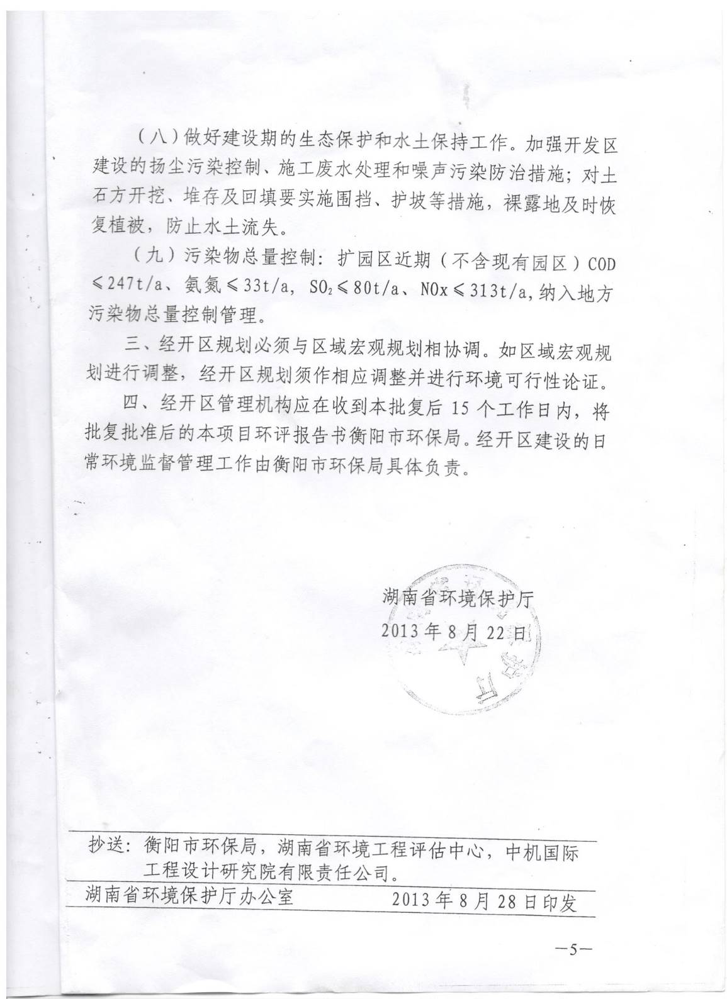 （八）做好建设期的生态保护和水土保持工作。加强开发区
建设的扬尘污染控制、施工废水处理和噪声污染防治措施；对土
石方开挖、堆存及回填要实施围挡、护坡等措施，裸露地及时恢
复植被，防止水土流失。
（九）污染物总量控制：扩园区近期（不含现有园区）COD
≤247t/a、氨氮≤33t/a, SO₂≤80t/a、NOx≤313t/a,纳入地方
污染物总量控制管理。
三、经开区规划必须与区域宏观规划相协调。如区域宏观规
划进行调整，经开区规划须作相应调整并进行环境可行性论证。
四、经开区管理机构应在收到本批复后 15 个工作日内，将
批复批准后的本项目环评报告书衡阳市环保局。经开区建设的日
常环境监督管理工作由衡阳市环保局具体负责。
湖南省环境保护厅
2013 年 8 月 22 日
抄送：衡阳市环保局，湖南省环境工程评估中心，中机国际
工程设计研究院有限责任公司。
湖南省环境保护厅办公室 2013 年 8 月 28 日印发
—5—